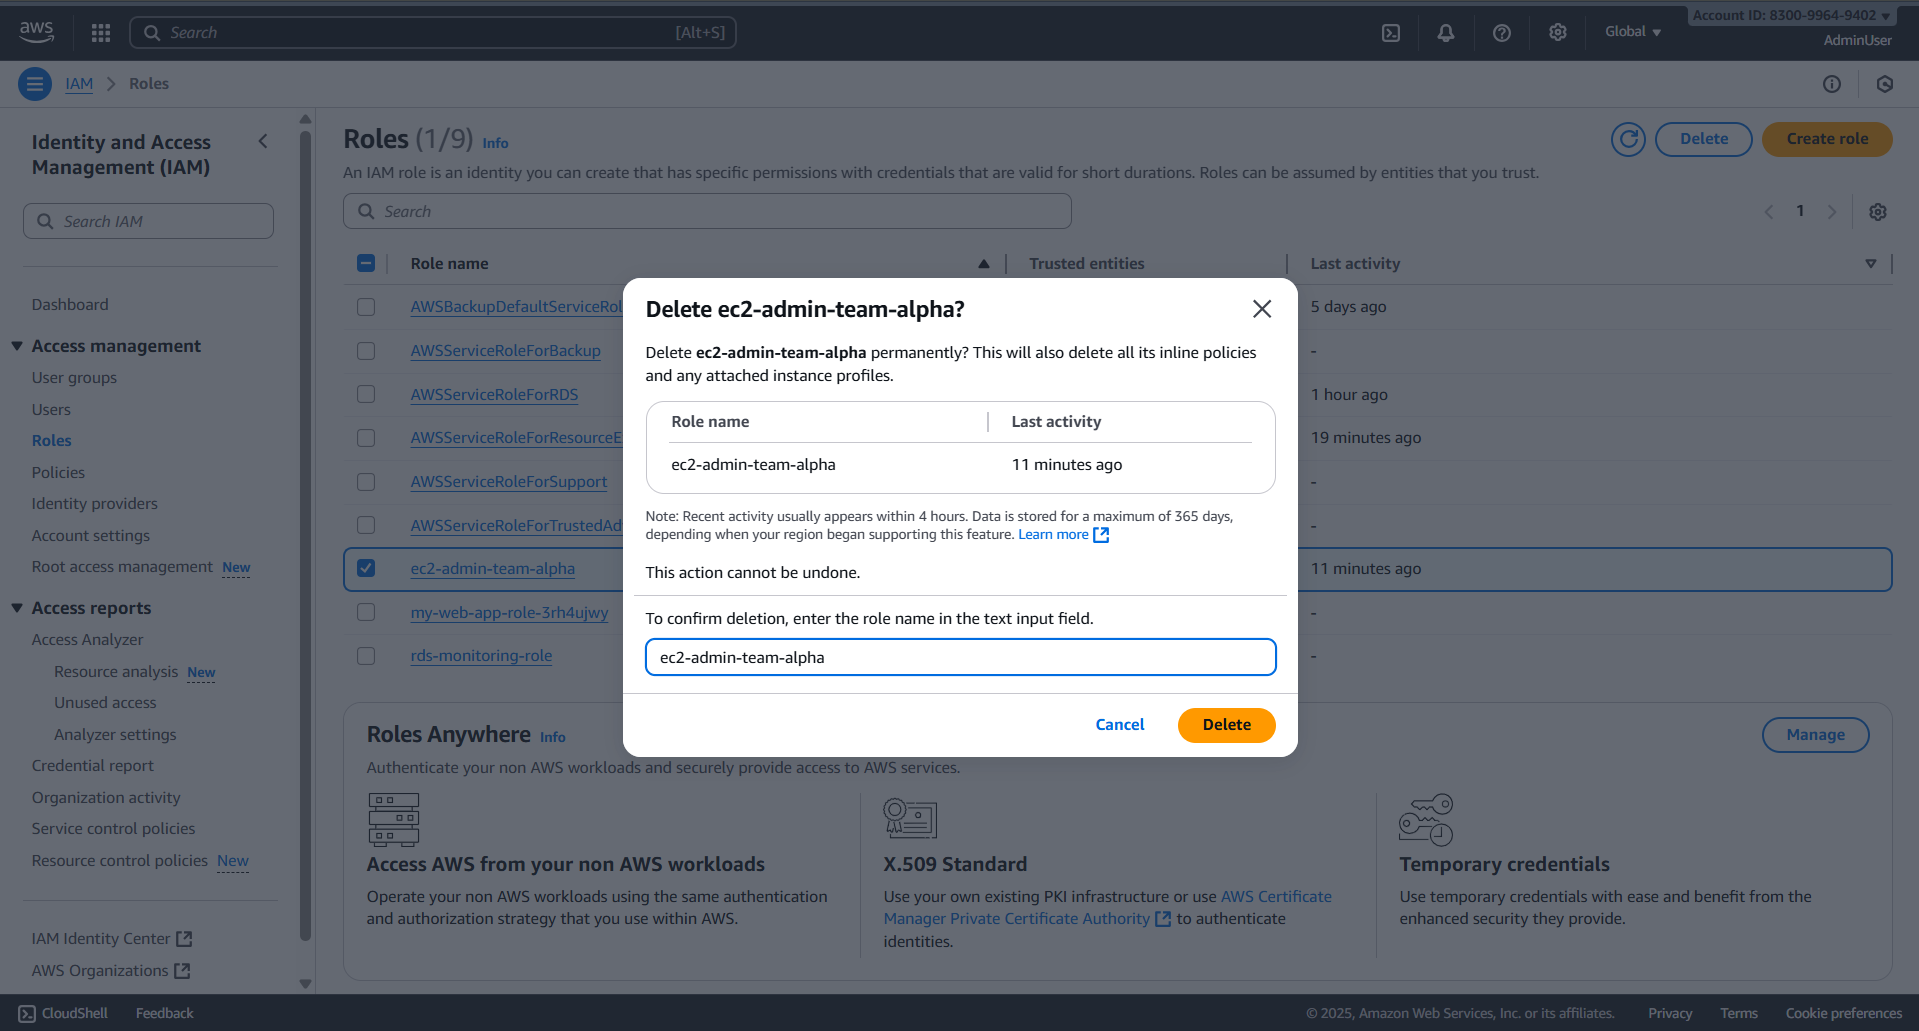 aws
Search
[Alt+S]
Global
Account ID: 8300-9964-9402
AdminUser
IAM
Roles
Identity and Access
Management (IAM)
Search IAM
Dashboard
Access management
User groups
Users
Roles
Policies
Identity providers
Account settings
Root access management New
Access reports
Access Analyzer
Resource analysis New
Unused access
Analyzer settings
Credential report
Organization activity
Service control policies
Resource control policies New
IAM Identity Center
AWS Organizations
Roles (1/9) Info
Delete
Create role
An IAM role is an identity you can create that has specific permissions with credentials that are valid for short durations. Roles can be assumed by entities that you trust.
Search
1
Role name Trusted entities Last activity
AWSBackupDefaultServiceRol 5 days ago
AWSServiceRoleForBackup -
AWSServiceRoleForRDS 1 hour ago
AWSServiceRoleForResourceE 19 minutes ago
AWSServiceRoleForSupport -
AWSServiceRoleForTrustedAd -
ec2-admin-team-alpha 11 minutes ago
my-web-app-role-3rh4ujwy -
rds-monitoring-role -
Delete ec2-admin-team-alpha?
Delete ec2-admin-team-alpha permanently? This will also delete all its inline policies
and any attached instance profiles.
Role name Last activity
ec2-admin-team-alpha 11 minutes ago
Note: Recent activity usually appears within 4 hours. Data is stored for a maximum of 365 days,
depending when your region began supporting this feature. Learn more
This action cannot be undone.
To confirm deletion, enter the role name in the text input field.
ec2-admin-team-alpha
Cancel
Delete
Roles Anywhere Info
Manage
Authenticate your non AWS workloads and securely provide access to AWS services.
Access AWS from your non AWS workloads
Operate your non AWS workloads using the same authentication
and authorization strategy that you use within AWS.
X.509 Standard
Use your own existing PKI infrastructure or use AWS Certificate
Manager Private Certificate Authority to authenticate
identities.
Temporary credentials
Use temporary credentials with ease and benefit from the
enhanced security they provide.
CloudShell Feedback
© 2025, Amazon Web Services, Inc. or its affiliates. Privacy Terms Cookie preferences